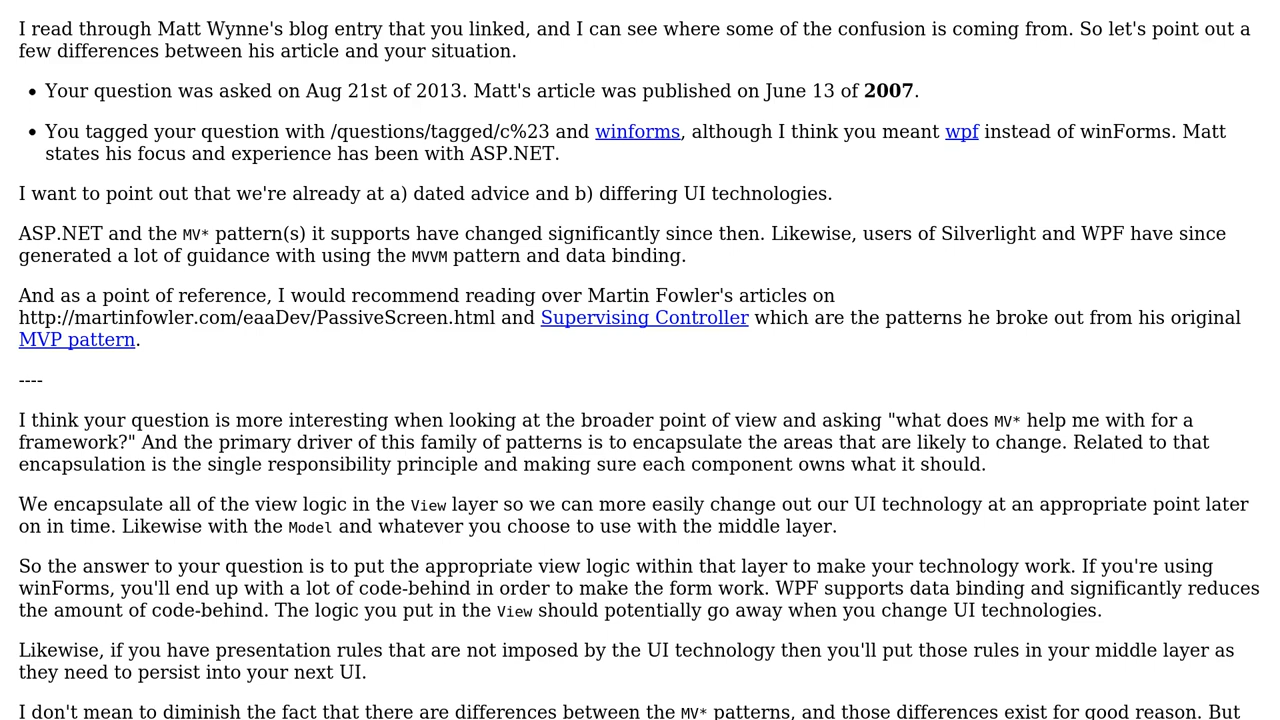 I read through Matt Wynne's blog entry that you linked, and I can see where some of the confusion is coming from. So let's point out a
few differences between his article and your situation.
• Your question was asked on Aug 21st of 2013. Matt's article was published on June 13 of 2007.
• You tagged your question with /questions/tagged/c%23 and winforms, although I think you meant wpf instead of winForms. Matt
states his focus and experience has been with ASP.NET.
I want to point out that we're already at a) dated advice and b) differing UI technologies.
ASP.NET and the MV* pattern(s) it supports have changed significantly since then. Likewise, users of Silverlight and WPF have since
generated a lot of guidance with using the MVVM pattern and data binding.
And as a point of reference, I would recommend reading over Martin Fowler's articles on
http://martinfowler.com/eaaDev/PassiveScreen.html and Supervising Controller which are the patterns he broke out from his original
MVP pattern.
----
I think your question is more interesting when looking at the broader point of view and asking "what does MV* help me with for a
framework?" And the primary driver of this family of patterns is to encapsulate the areas that are likely to change. Related to that
encapsulation is the single responsibility principle and making sure each component owns what it should.
We encapsulate all of the view logic in the View layer so we can more easily change out our UI technology at an appropriate point later
on in time. Likewise with the Model and whatever you choose to use with the middle layer.
So the answer to your question is to put the appropriate view logic within that layer to make your technology work. If you're using
winForms, you'll end up with a lot of code-behind in order to make the form work. WPF supports data binding and significantly reduces
the amount of code-behind. The logic you put in the View should potentially go away when you change UI technologies.
Likewise, if you have presentation rules that are not imposed by the UI technology then you'll put those rules in your middle layer as
they need to persist into your next UI.
I don't mean to diminish the fact that there are differences between the MV* patterns, and those differences exist for good reason. But